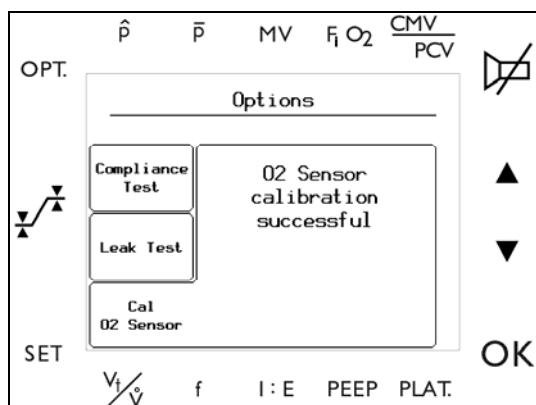 p̂ p̄ MV FᵢO₂ CMV/PCV
OPT.
Options
Compliance
Test
Leak Test
Cal
O2 Sensor
O2 Sensor
calibration
successful
SET
OK
Vt/V̊ f I:E PEEP PLAT.